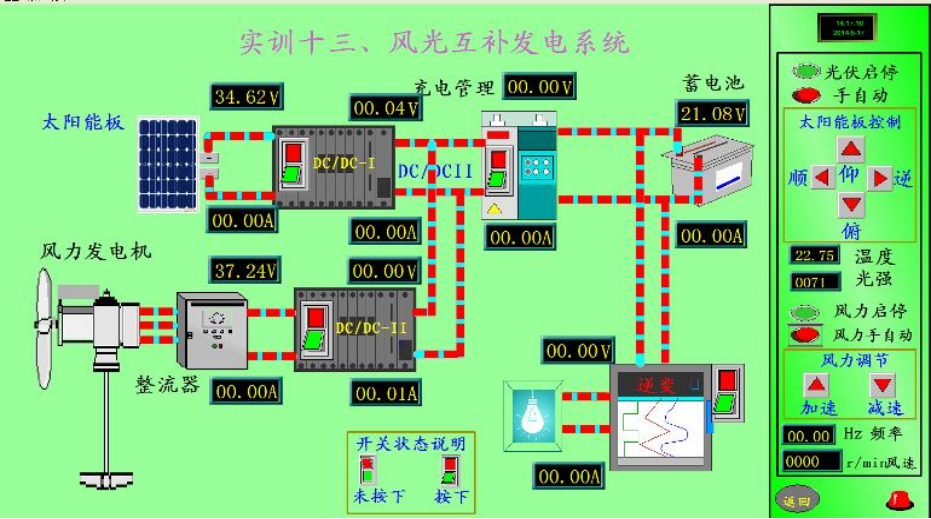 实训十三、风光互补发电系统
14:17:10
2014-6-17
光伏启停
手自动
太阳能板控制
顺 仰 逆
俯
22.75 温度
0071 光强
风力启停
风力手自动
风力调节
加速 减速
00.00 Hz 频率
0000 r/min风速
返回
太阳能板
34.62V
00.04V
充电管理 00.00V
蓄电池
21.08V
DC/DC-I
DC/DCII
00.00A
00.00A
00.00A
00.00A
风力发电机
37.24V
00.00V
DC/DC-II
整流器
00.00A
00.01A
00.00V
逆变
00.00A
开关状态说明
未按下 按下